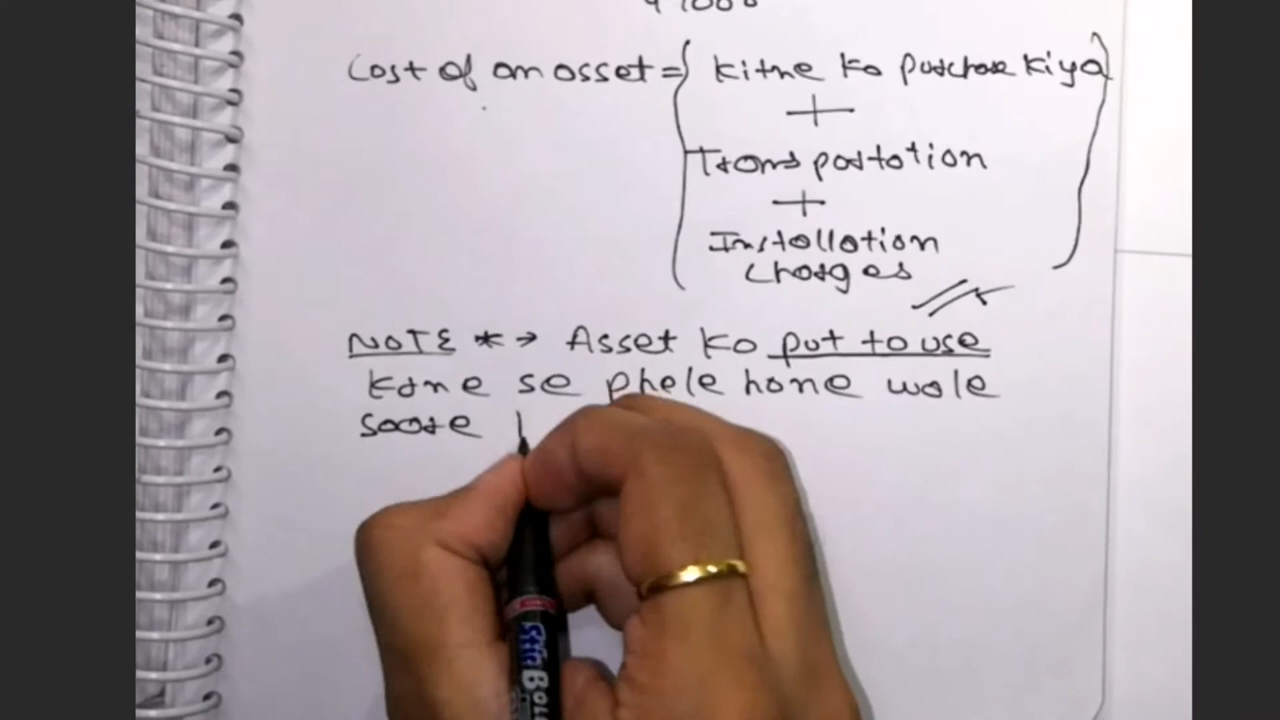 Cost of an asset = { kitne ko purchase kiya
+
Transportation
+
Installation
charges }
NOTE * → Asset ko put to use
karne se phele hone wale
saare
BOLD